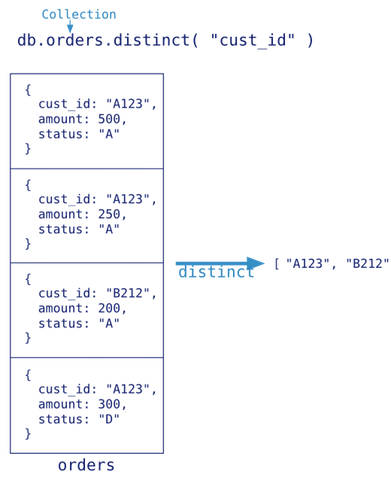 Collection
db.orders.distinct( "cust_id" )
{
cust_id: "A123",
amount: 500,
status: "A"
}
{
cust_id: "A123",
amount: 250,
status: "A"
}
{
cust_id: "B212",
amount: 200,
status: "A"
}
{
cust_id: "A123",
amount: 300,
status: "D"
}
distinct
[ "A123", "B212"
orders